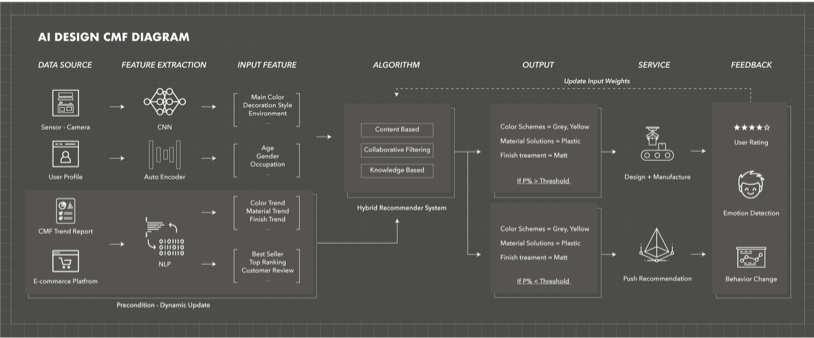 AI DESIGN CMF DIAGRAM
DATA SOURCE
FEATURE EXTRACTION
INPUT FEATURE
ALGORITHM
OUTPUT
SERVICE
FEEDBACK
Update Input Weights
Sensor - Camera
CNN
Main Color
Decoration Style
Environment
...
User Profile
Auto Encoder
Age
Gender
Occupation
...
CMF Trend Report
E-commerce Platfrom
NLP
Color Trend
Material Trend
Finish Trend
...
Best Seller
Top Ranking
Customer Review
...
Precondition - Dynamic Update
Content Based
Collaborative Filtering
Knowledge Based
Hybrid Recommender System
Color Schemes = Grey, Yellow
Material Solutions = Plastic
Finish treament = Matt
If P% > Threshold
Color Schemes = Grey, Yellow
Material Solutions = Plastic
Finish treament = Matt
If P% < Threshold
Design + Manufacture
Push Recommendation
User Rating
Emotion Detection
Behavior Change